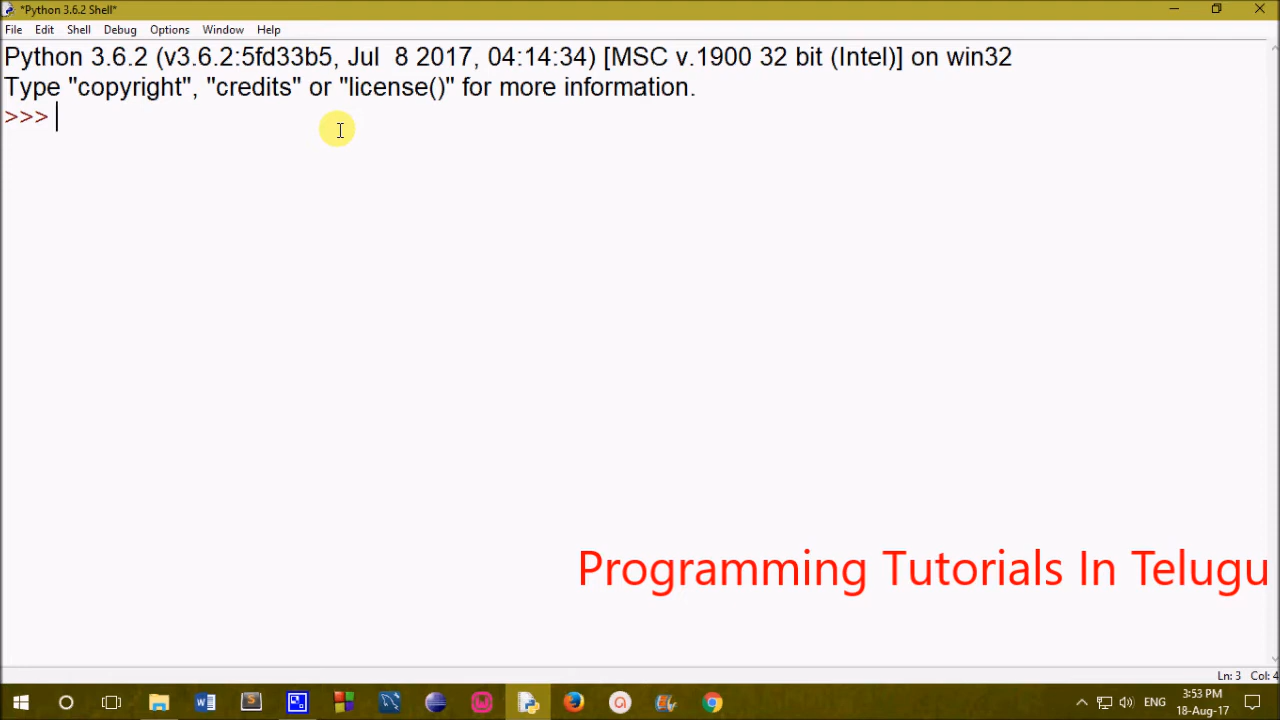 *Python 3.6.2 Shell*
File Edit Shell Debug Options Window Help
Python 3.6.2 (v3.6.2:5fd33b5, Jul  8 2017, 04:14:34) [MSC v.1900 32 bit (Intel)] on win32
Type "copyright", "credits" or "license()" for more information.
>>>
Programming Tutorials In Telugu
Ln: 3 Col: 4
ENG
3:53 PM
18-Aug-17